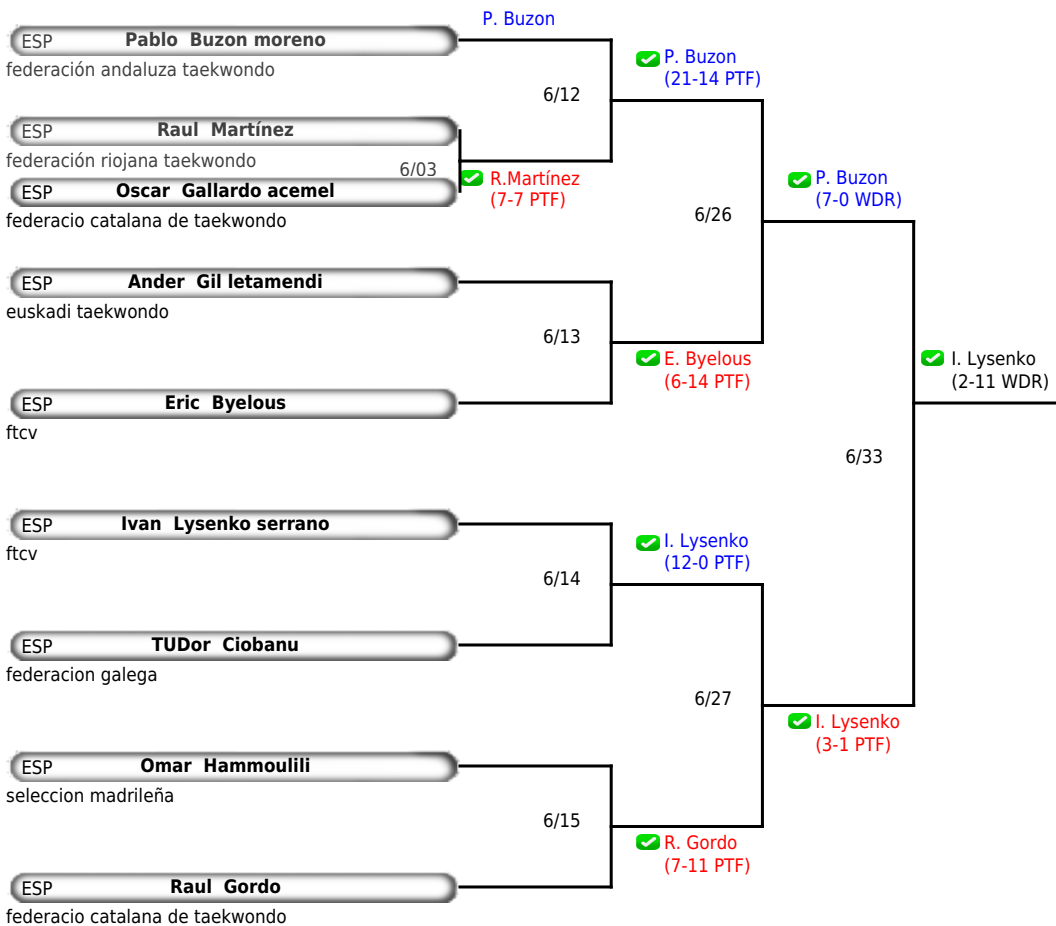 P. Buzon
ESP Pablo Buzon moreno
federación andaluza taekwondo
P. Buzon
(21-14 PTF)
6/12
ESP Raul Martínez
federación riojana taekwondo
6/03
R.Martínez
(7-7 PTF)
ESP Oscar Gallardo acemel
federacio catalana de taekwondo
P. Buzon
(7-0 WDR)
6/26
ESP Ander Gil letamendi
euskadi taekwondo
6/13
E. Byelous
(6-14 PTF)
I. Lysenko
(2-11 WDR)
ESP Eric Byelous
ftcv
6/33
ESP Ivan Lysenko serrano
ftcv
I. Lysenko
(12-0 PTF)
6/14
ESP TUDor Ciobanu
federacion galega
6/27
I. Lysenko
(3-1 PTF)
ESP Omar Hammoulili
seleccion madrileña
6/15
R. Gordo
(7-11 PTF)
ESP Raul Gordo
federacio catalana de taekwondo